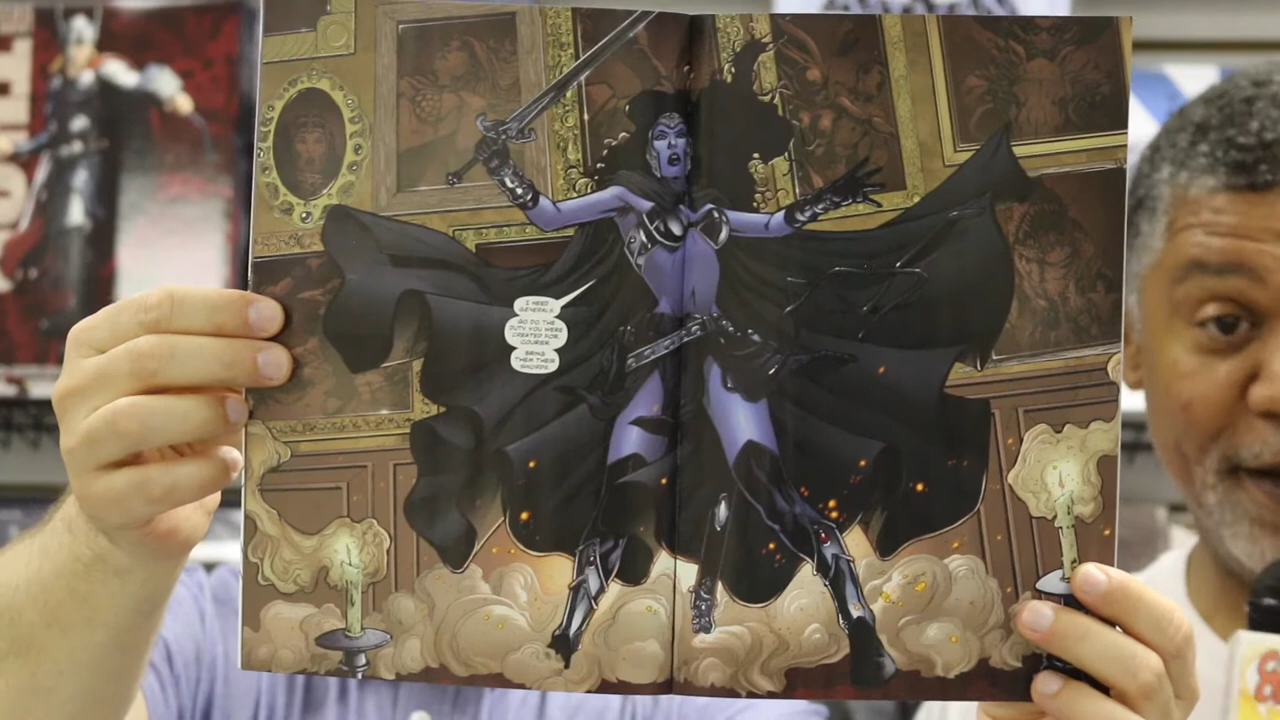 I NEED
GENERALS.
GO DO THE
DUTY YOU WERE
CREATED FOR,
COURIER.
BRING
THEM THEIR
SWORDS.